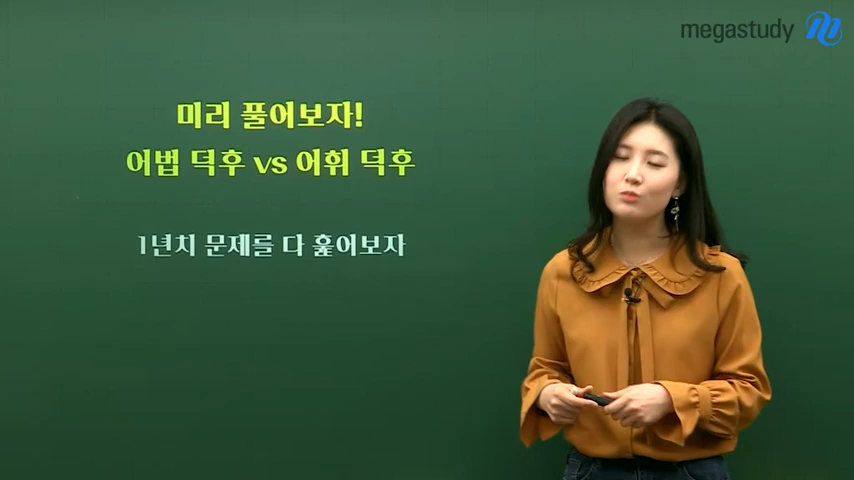 megastudy
미리 풀어보자!
어법 덕후 vs 어휘 덕후
1년치 문제를 다 훑어보자